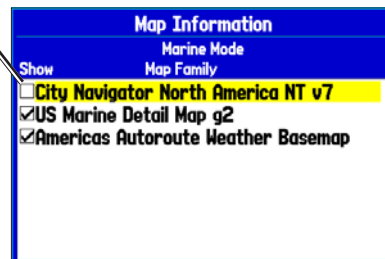 Map Information
Marine Mode
Show Map Family
City Navigator North America NT v7
US Marine Detail Map g2
Americas Autoroute Weather Basemap